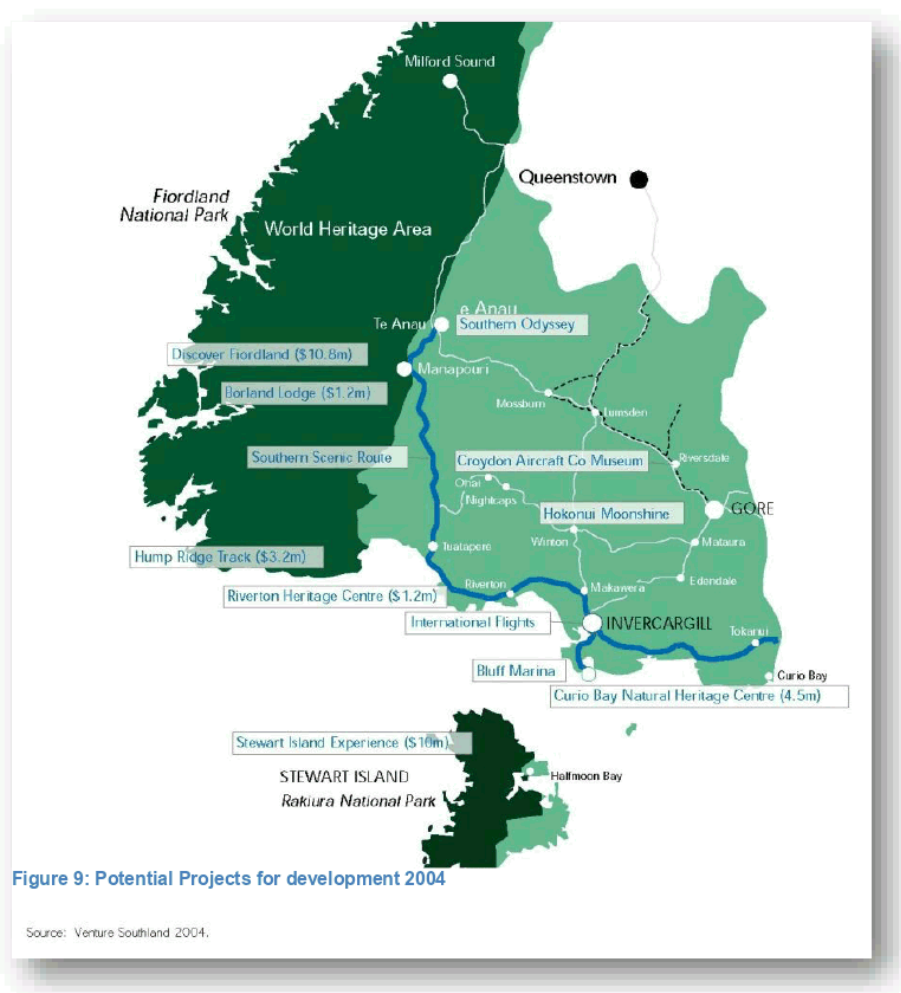 Milford Sound
Queenstown
Fiordland
National Park
World Heritage Area
e Anau
Te Anau
Southern Odyssey
Discover Fiordland ($10.8m)
Manapouri
Borland Lodge ($1.2m)
Mossburn
Lumsden
Southern Scenic Route
Croydon Aircraft Co Museum
Riversdale
Ohai
Nightcaps
Hokonui Moonshine
GORE
Winton
Mataura
Tuatapere
Hump Ridge Track ($3.2m)
Edendale
Riverton
Makawera
Riverton Heritage Centre ($1.2m)
International Flights
INVERCARGILL
Tokanui
Bluff Marina
Curio Bay
Curio Bay Natural Heritage Centre (4.5m)
Stewart Island Experience ($10m)
STEWART ISLAND
Halfmoon Bay
Rakiura National Park
Figure 9: Potential Projects for development 2004
Source: Venture Southland 2004.